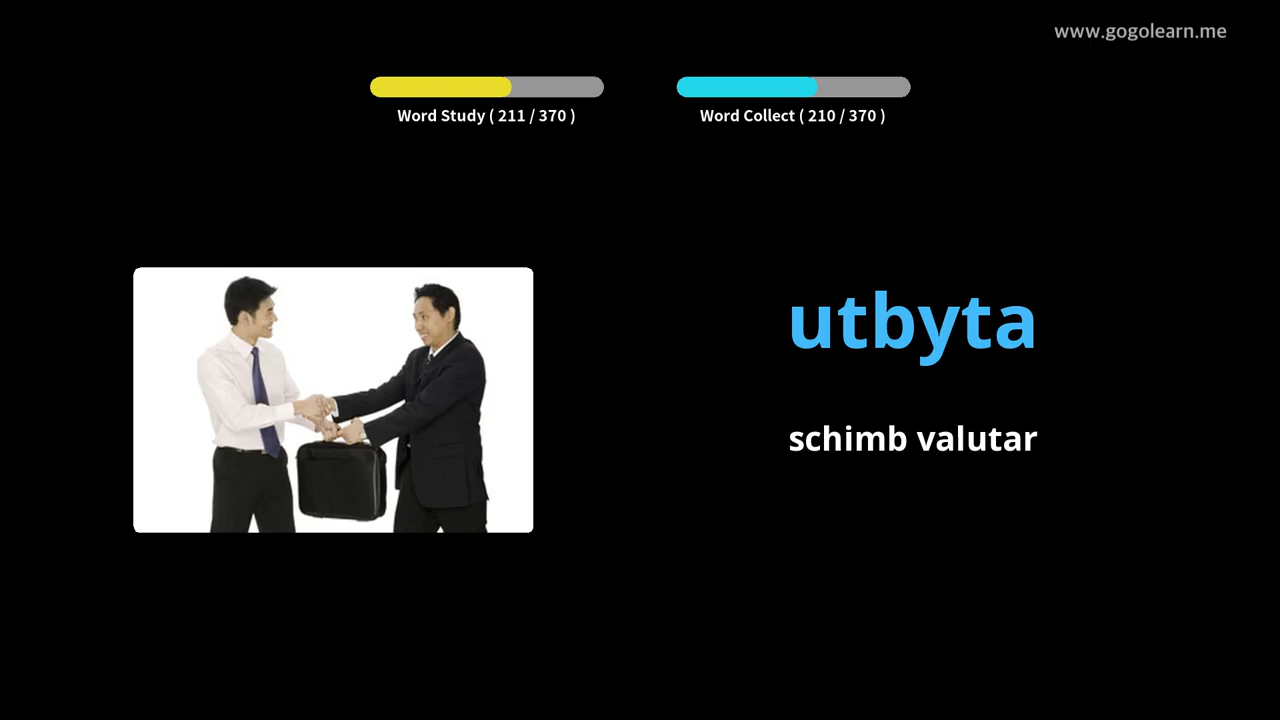 www.gogolearn.me
Word Study ( 211 / 370 )
Word Collect ( 210 / 370 )
utbyta
schimb valutar